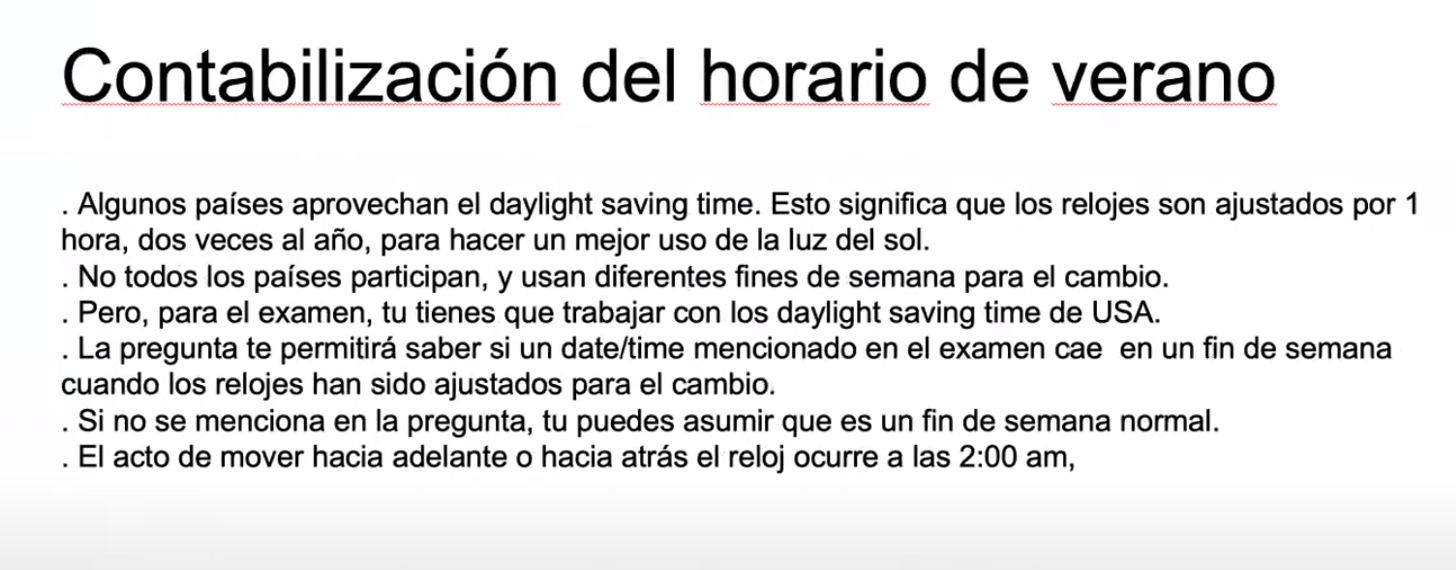 Contabilización del horario de verano
. Algunos países aprovechan el daylight saving time. Esto significa que los relojes son ajustados por 1
hora, dos veces al año, para hacer un mejor uso de la luz del sol.
. No todos los países participan, y usan diferentes fines de semana para el cambio.
. Pero, para el examen, tu tienes que trabajar con los daylight saving time de USA.
. La pregunta te permitirá saber si un date/time mencionado en el examen cae  en un fin de semana
cuando los relojes han sido ajustados para el cambio.
. Si no se menciona en la pregunta, tu puedes asumir que es un fin de semana normal.
. El acto de mover hacia adelante o hacia atrás el reloj ocurre a las 2:00 am,